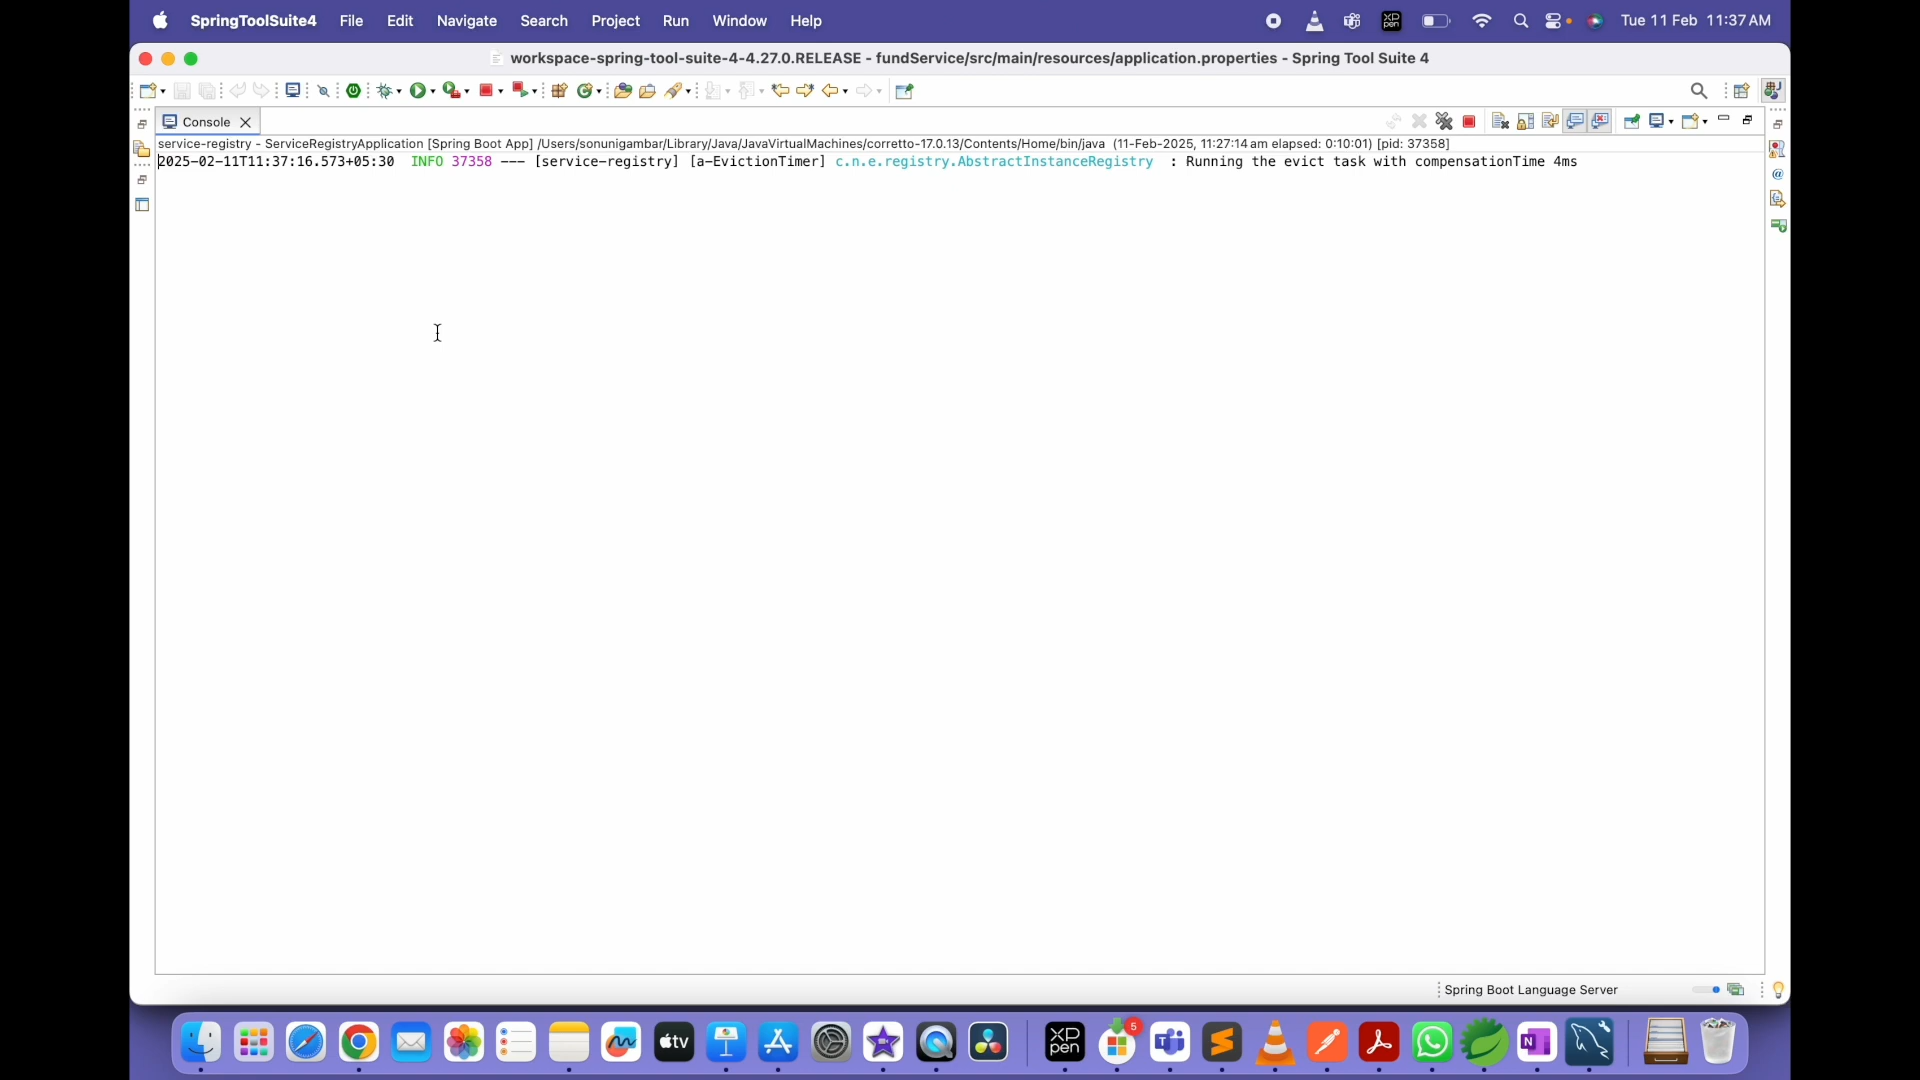 SpringToolSuite4 File Edit Navigate Search Project Run Window Help
Tue 11 Feb 11:37 AM
workspace-spring-tool-suite-4-4.27.0.RELEASE - fundService/src/main/resources/application.properties - Spring Tool Suite 4
Console
service-registry - ServiceRegistryApplication [Spring Boot App] /Users/sonunigambar/Library/Java/JavaVirtualMachines/corretto-17.0.13/Contents/Home/bin/java (11-Feb-2025, 11:27:14 am elapsed: 0:10:01) [pid: 37358]
2025-02-11T11:37:16.573+05:30 INFO 37358 --- [service-registry] [a-EvictionTimer] c.n.e.registry.AbstractInstanceRegistry : Running the evict task with compensationTime 4ms
Spring Boot Language Server
tv
XP
pen
5
N